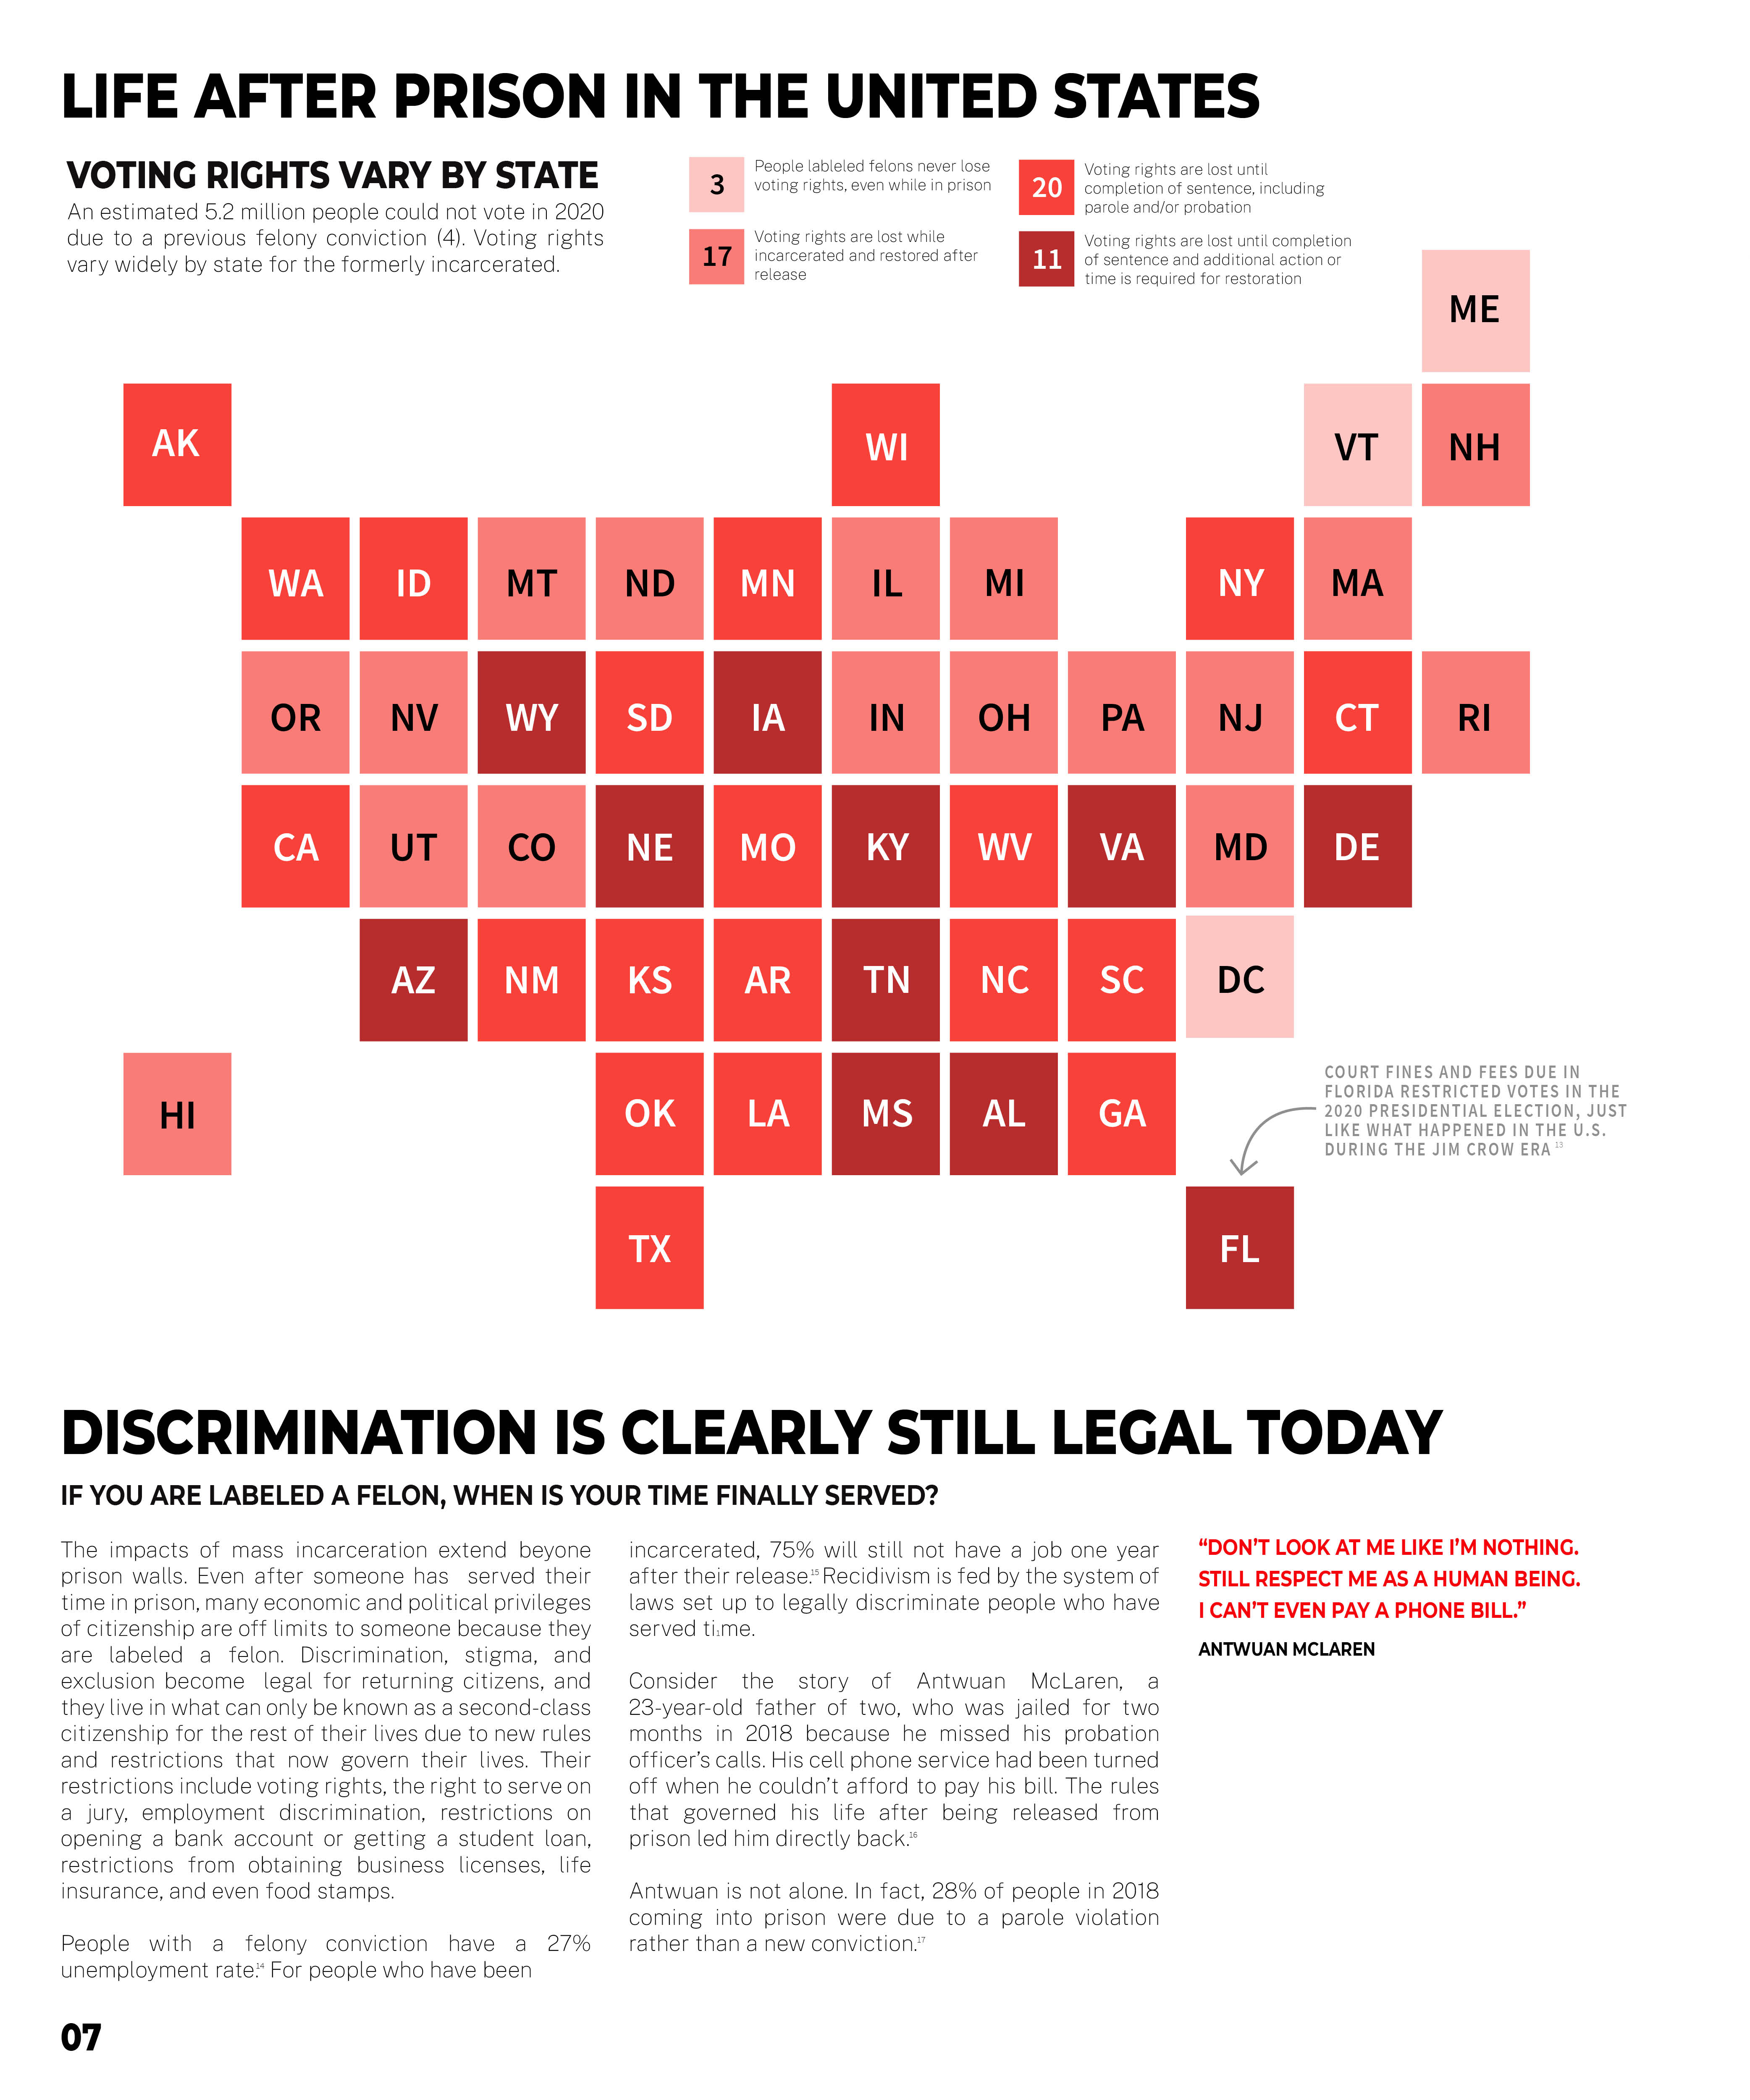 LIFE AFTER PRISON IN THE UNITED STATES
VOTING RIGHTS VARY BY STATE
An estimated 5.2 million people could not vote in 2020
due to a previous felony conviction (4). Voting rights
vary widely by state for the formerly incarcerated.
3
People lableled felons never lose
voting rights, even while in prison
17
Voting rights are lost while
incarcerated and restored after
release
20
Voting rights are lost until
completion of sentence, including
parole and/or probation
11
Voting rights are lost until completion
of sentence and additional action or
time is required for restoration
ME
AK WI VT NH
WA ID MT ND MN IL MI NY MA
OR NV WY SD IA IN OH PA NJ CT RI
CA UT CO NE MO KY WV VA MD DE
AZ NM KS AR TN NC SC DC
HI OK LA MS AL GA
COURT FINES AND FEES DUE IN
FLORIDA RESTRICTED VOTES IN THE
2020 PRESIDENTIAL ELECTION, JUST
LIKE WHAT HAPPENED IN THE U.S.
DURING THE JIM CROW ERA 13
TX FL
DISCRIMINATION IS CLEARLY STILL LEGAL TODAY
IF YOU ARE LABELED A FELON, WHEN IS YOUR TIME FINALLY SERVED?
The impacts of mass incarceration extend beyone
prison walls. Even after someone has served their
time in prison, many economic and political privileges
of citizenship are off limits to someone because they
are labeled a felon. Discrimination, stigma, and
exclusion become legal for returning citizens, and
they live in what can only be known as a second-class
citizenship for the rest of their lives due to new rules
and restrictions that now govern their lives. Their
restrictions include voting rights, the right to serve on
a jury, employment discrimination, restrictions on
opening a bank account or getting a student loan,
restrictions from obtaining business licenses, life
insurance, and even food stamps.
People with a felony conviction have a 27%
unemployment rate.14 For people who have been
incarcerated, 75% will still not have a job one year
after their release.15 Recidivism is fed by the system of
laws set up to legally discriminate people who have
served ti1me.
Consider the story of Antwuan McLaren, a
23-year-old father of two, who was jailed for two
months in 2018 because he missed his probation
officer's calls. His cell phone service had been turned
off when he couldn't afford to pay his bill. The rules
that governed his life after being released from
prison led him directly back.16
Antwuan is not alone. In fact, 28% of people in 2018
coming into prison were due to a parole violation
rather than a new conviction.17
“DON'T LOOK AT ME LIKE I'M NOTHING.
STILL RESPECT ME AS A HUMAN BEING.
I CAN'T EVEN PAY A PHONE BILL.”
ANTWUAN MCLAREN
07